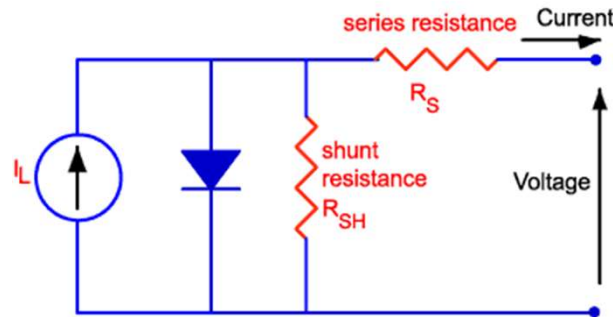 series resistance
Current
R_S
I_L
shunt
resistance
R_SH
Voltage